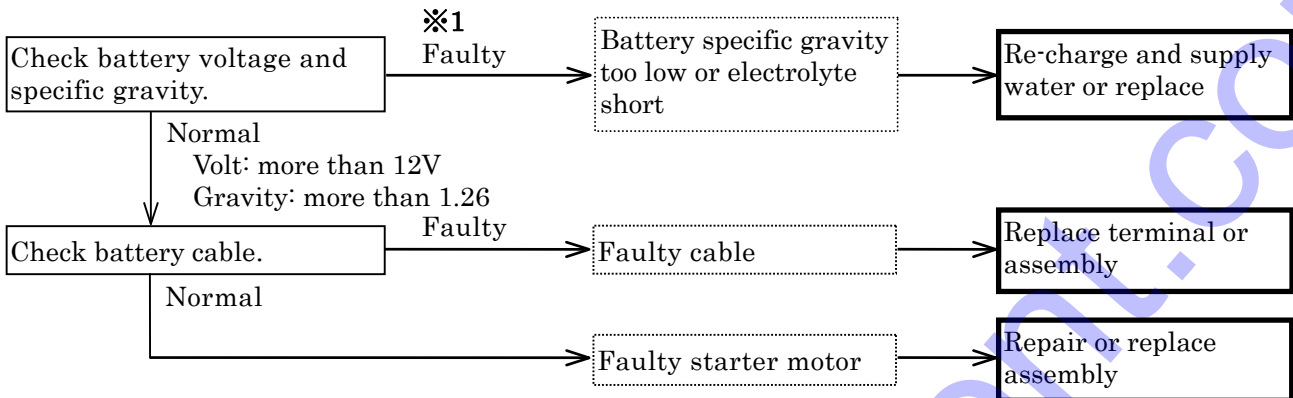 ※1
Check battery voltage and
specific gravity.
Faulty
Battery specific gravity
too low or electrolyte
short
Re-charge and supply
water or replace
Normal
Volt: more than 12V
Gravity: more than 1.26
Check battery cable.
Faulty
Faulty cable
Replace terminal or
assembly
Normal
Faulty starter motor
Repair or replace
assembly
nt.co